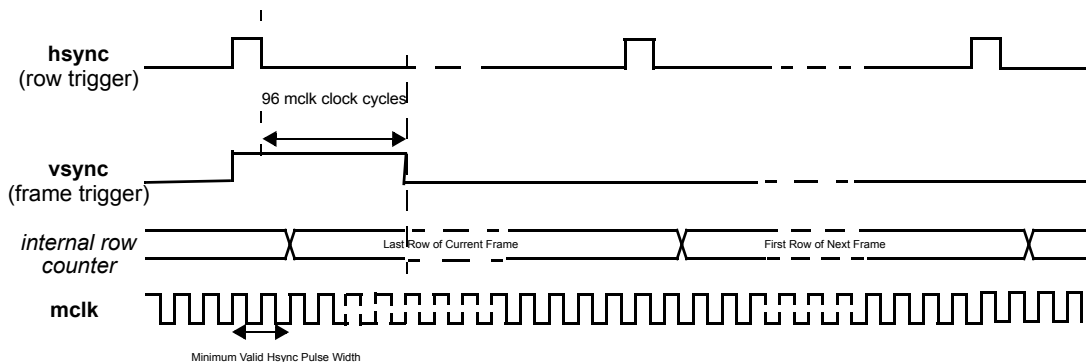 hsync
(row trigger)
96 mclk clock cycles
vsync
(frame trigger)
internal row
counter
Last Row of Current Frame
First Row of Next Frame
mclk
Minimum Valid Hsync Pulse Width